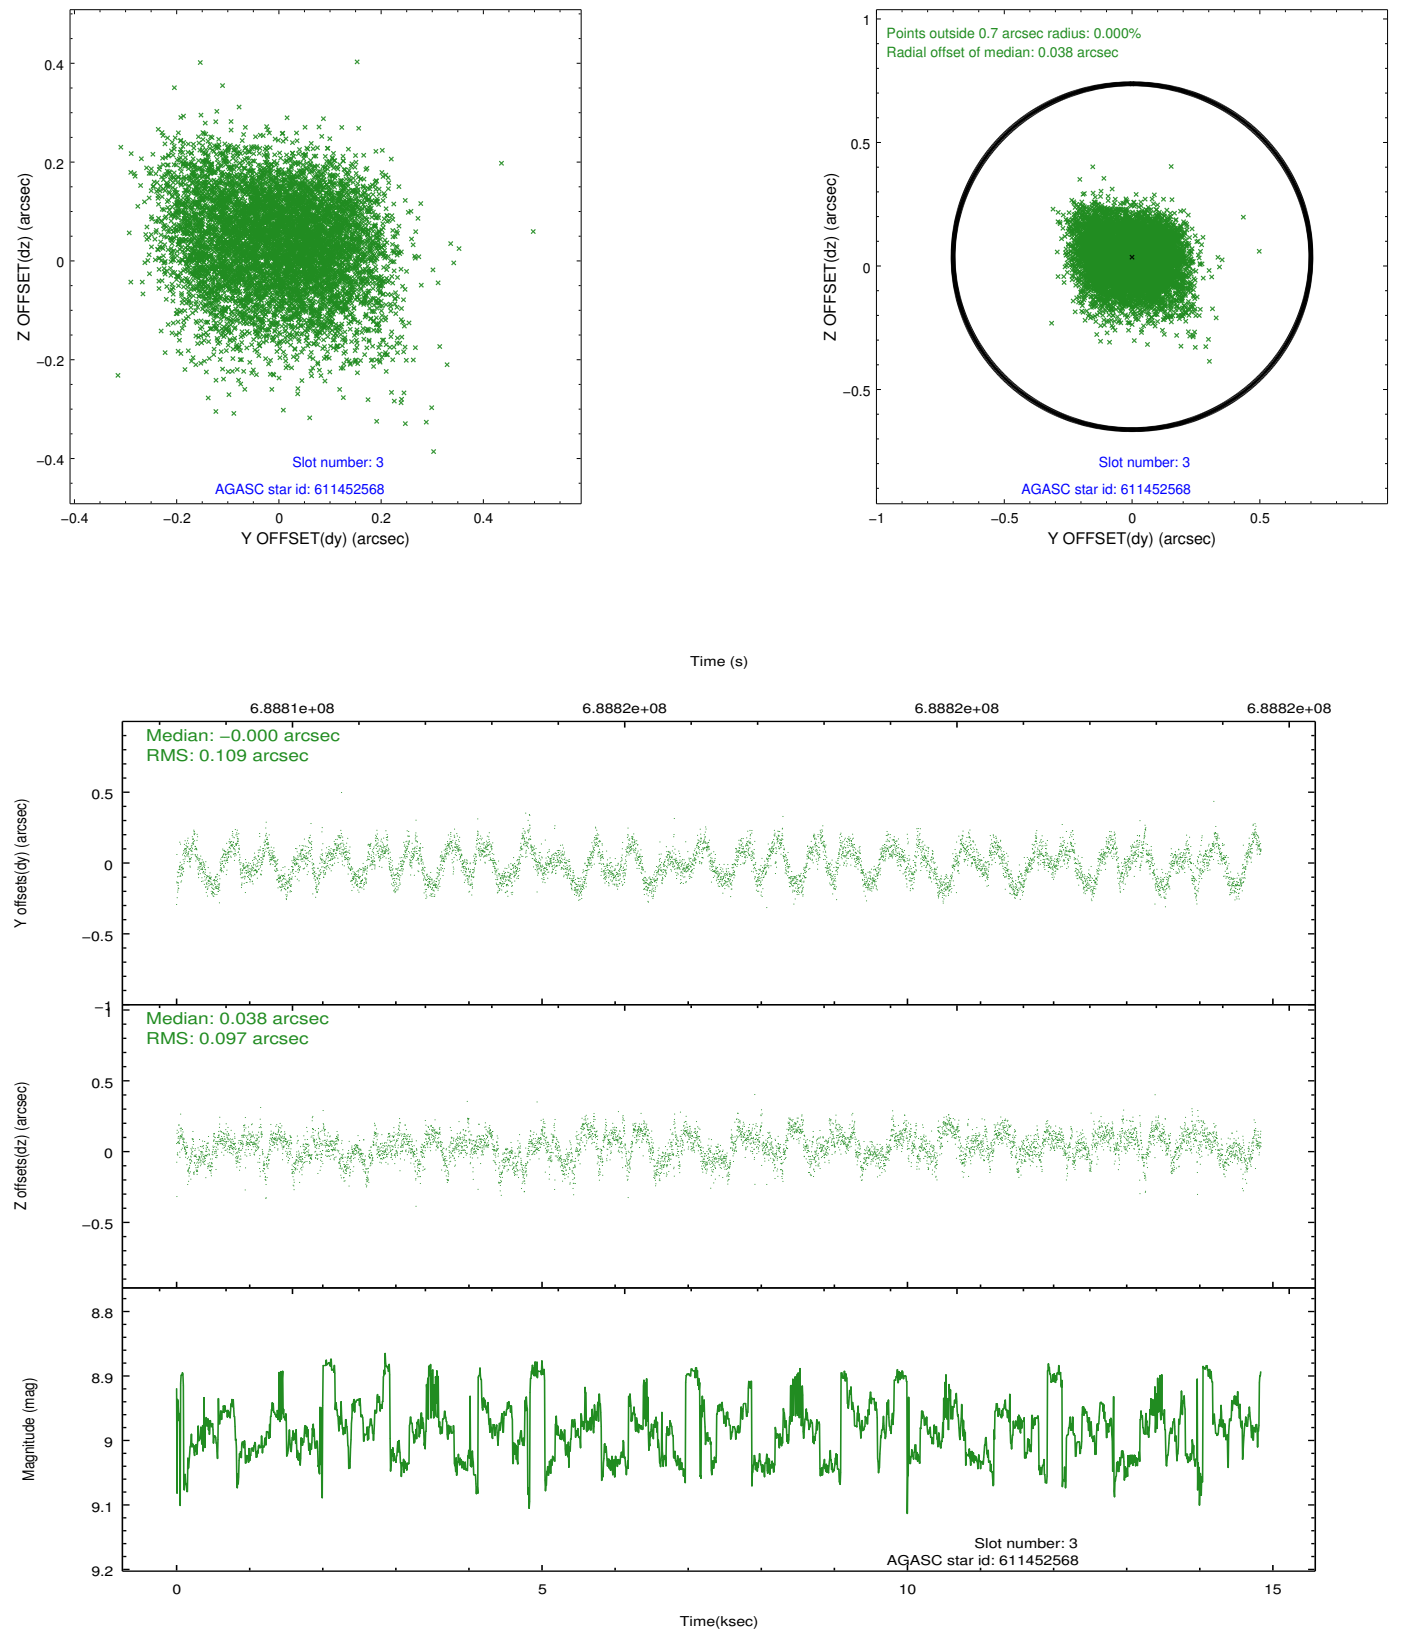 0.4
0.2
0
−0.2
−0.4
−0.4
−0.2
0
0.2
0.4
Z OFFSET(dz) (arcsec)
Y OFFSET(dy) (arcsec)
Slot number: 3
AGASC star id: 611452568
Points outside 0.7 arcsec radius: 0.000%
Radial offset of median: 0.038 arcsec
1
0.5
0
−0.5
−1
−0.5
0
0.5
Z OFFSET(dz) (arcsec)
Y OFFSET(dy) (arcsec)
Slot number: 3
AGASC star id: 611452568
Time (s)
6.8881e+08
6.8882e+08
6.8882e+08
6.8882e+08
Median: −0.000 arcsec
RMS: 0.109 arcsec
0.5
0
−0.5
−1
Y offsets(dy) (arcsec)
Median: 0.038 arcsec
RMS: 0.097 arcsec
1
0.5
0
−0.5
Z offsets(dz) (arcsec)
8.8
8.9
9
9.1
9.2
Magnitude (mag)
Slot number: 3
AGASC star id: 611452568
0
5
10
15
Time(ksec)